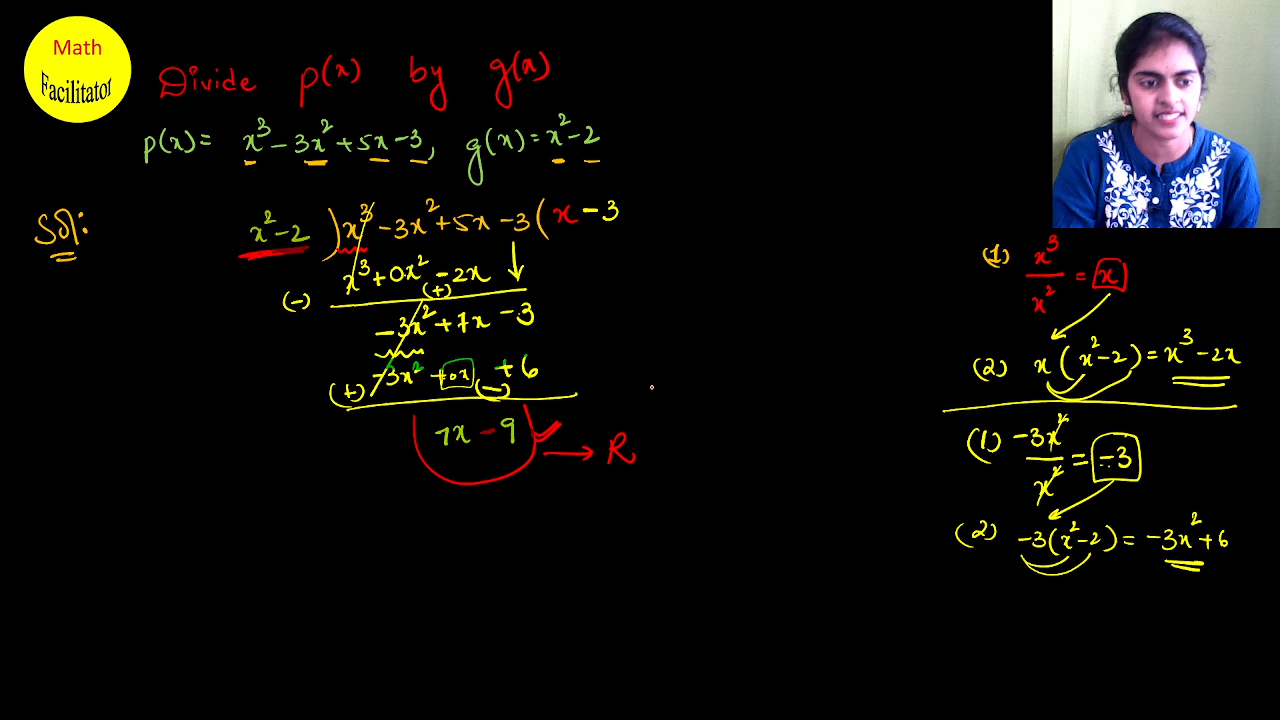 Math
Facilitator
Divide p(x) by g(x)
p(x) = x³ - 3x² + 5x - 3, g(x) = x² - 2
Sol:
x² - 2 ) x³ - 3x² + 5x - 3 ( x - 3
x³ + 0x² - 2x
(-) (+)
-3x² + 7x - 3
-3x² + 0x + 6
(+) (-)
7x - 9 → R
(1) x³/x² = x
(2) x(x² - 2) = x³ - 2x
(1) -3x²/x² = -3
(2) -3(x² - 2) = -3x² + 6